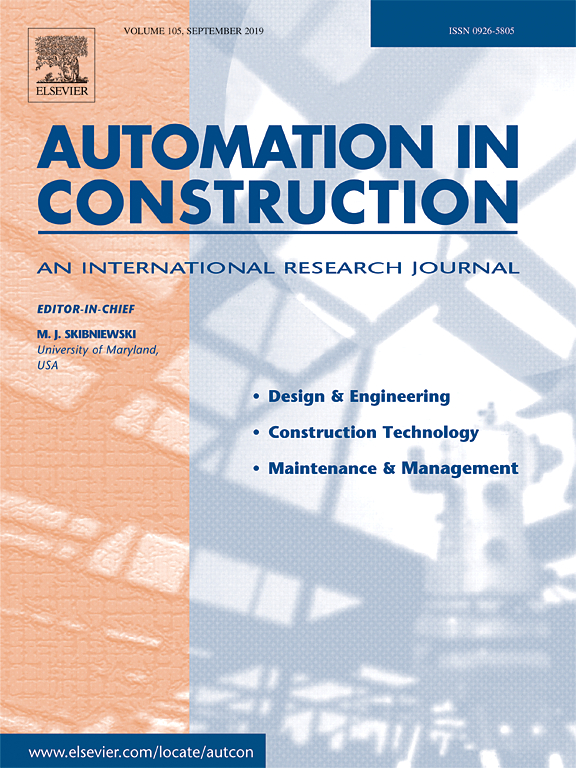 VOLUME 105, SEPTEMBER 2019
ISSN 0926-5805
ELSEVIER
AUTOMATION IN
CONSTRUCTION
AN INTERNATIONAL RESEARCH JOURNAL
EDITOR-IN-CHIEF
M. J. SKIBNIEWSKI
University of Maryland,
USA
• Design & Engineering
• Construction Technology
• Maintenance & Management
www.elsevier.com/locate/autcon